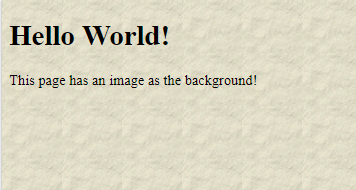 Hello World!
This page has an image as the background!